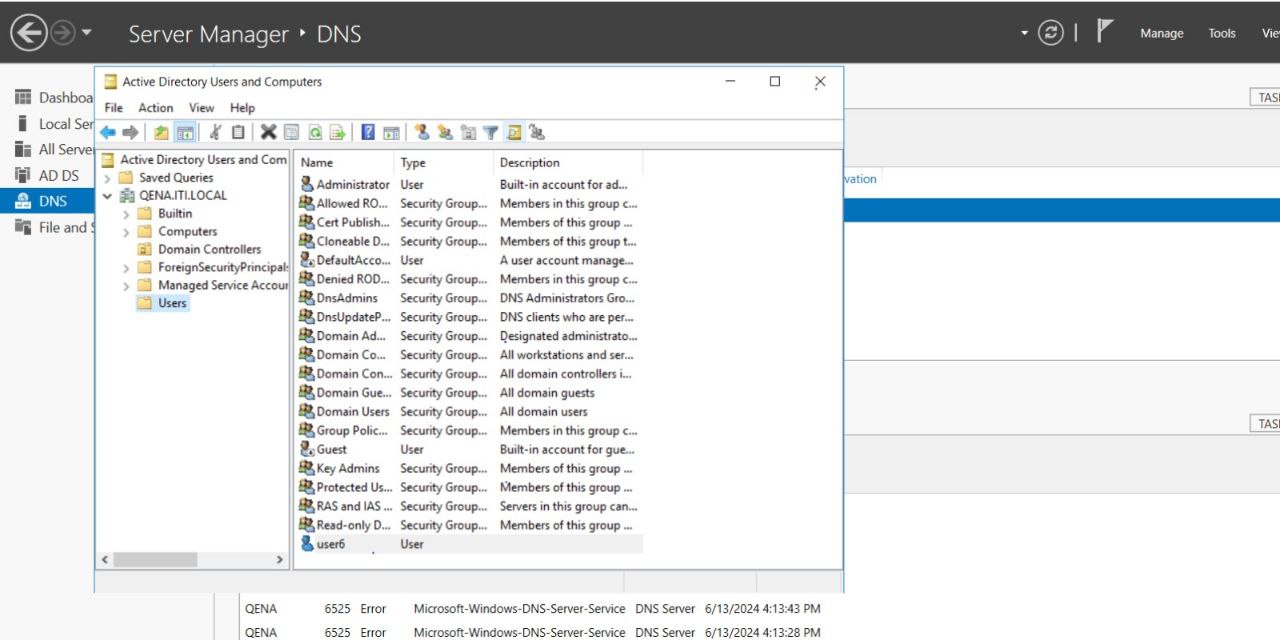 Server Manager ‣ DNS
Manage Tools Vie
Dashboa
Local Ser
All Serve
AD DS
DNS
File and S
Active Directory Users and Computers
File Action View Help
Active Directory Users and Com
Saved Queries
QENA.ITI.LOCAL
Builtin
Computers
Domain Controllers
ForeignSecurityPrincipals
Managed Service Accour
Users
Name Type Description
Administrator User Built-in account for ad...
Allowed RO... Security Group... Members in this group c...
Cert Publish... Security Group... Members of this group ...
Cloneable D... Security Group... Members of this group t...
DefaultAcco... User A user account manage...
Denied ROD... Security Group... Members in this group c...
DnsAdmins Security Group... DNS Administrators Gro...
DnsUpdateP... Security Group... DNS clients who are per...
Domain Ad... Security Group... Designated administrato...
Domain Co... Security Group... All workstations and ser...
Domain Con... Security Group... All domain controllers i...
Domain Gue... Security Group... All domain guests
Domain Users Security Group... All domain users
Group Polic... Security Group... Members in this group c...
Guest User Built-in account for gue...
Key Admins Security Group... Members of this group ...
Protected Us... Security Group... Members of this group ...
RAS and IAS ... Security Group... Servers in this group can...
Read-only D... Security Group... Members of this group ...
user6 User
TAS
vation
TAS
QENA 6525 Error Microsoft-Windows-DNS-Server-Service DNS Server 6/13/2024 4:13:43 PM
QENA 6525 Error Microsoft-Windows-DNS-Server-Service DNS Server 6/13/2024 4:13:28 PM